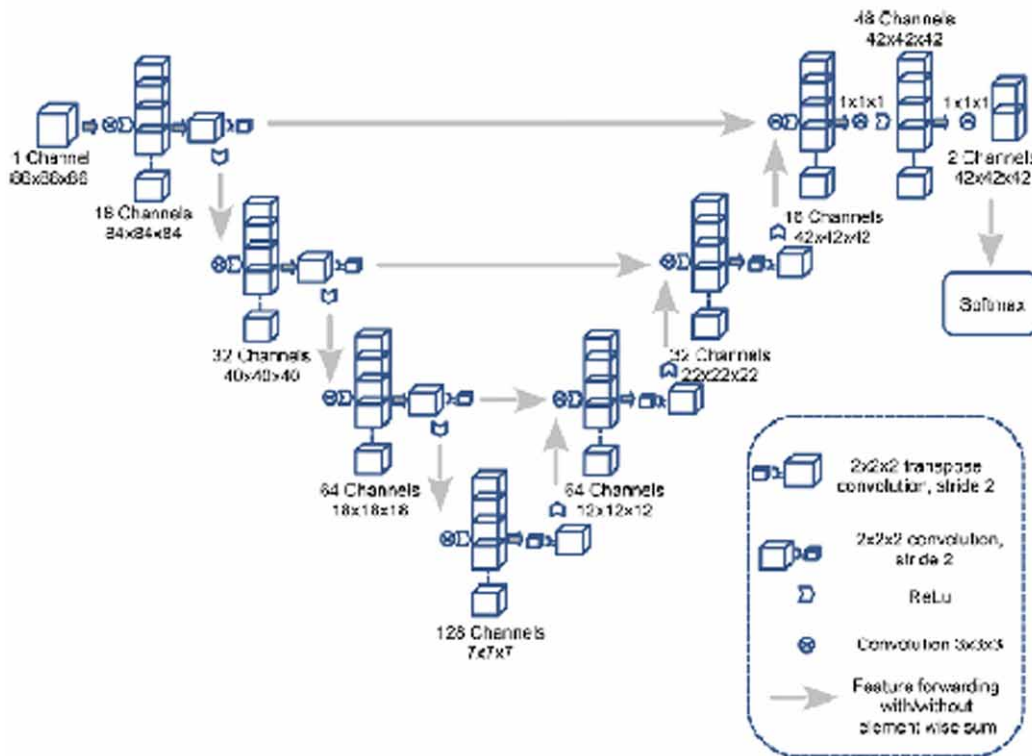 48 Channels
42x42x42
1x1x1
1x1x1
1 Channel
86x86x86
2 Channels
42x42x42
18 Channels
84x84x84
16 Channels
42x42x42
Softmax
32 Channels
40x40x40
32 Channels
22x22x22
64 Channels
18x18x18
64 Channels
12x12x12
2x2x2 transpose
convolution, stride 2
2x2x2 convolution,
stride 2
ReLu
128 Channels
7x7x7
Convolution 3x3x3
Feature forwarding
with/without
element wise sum